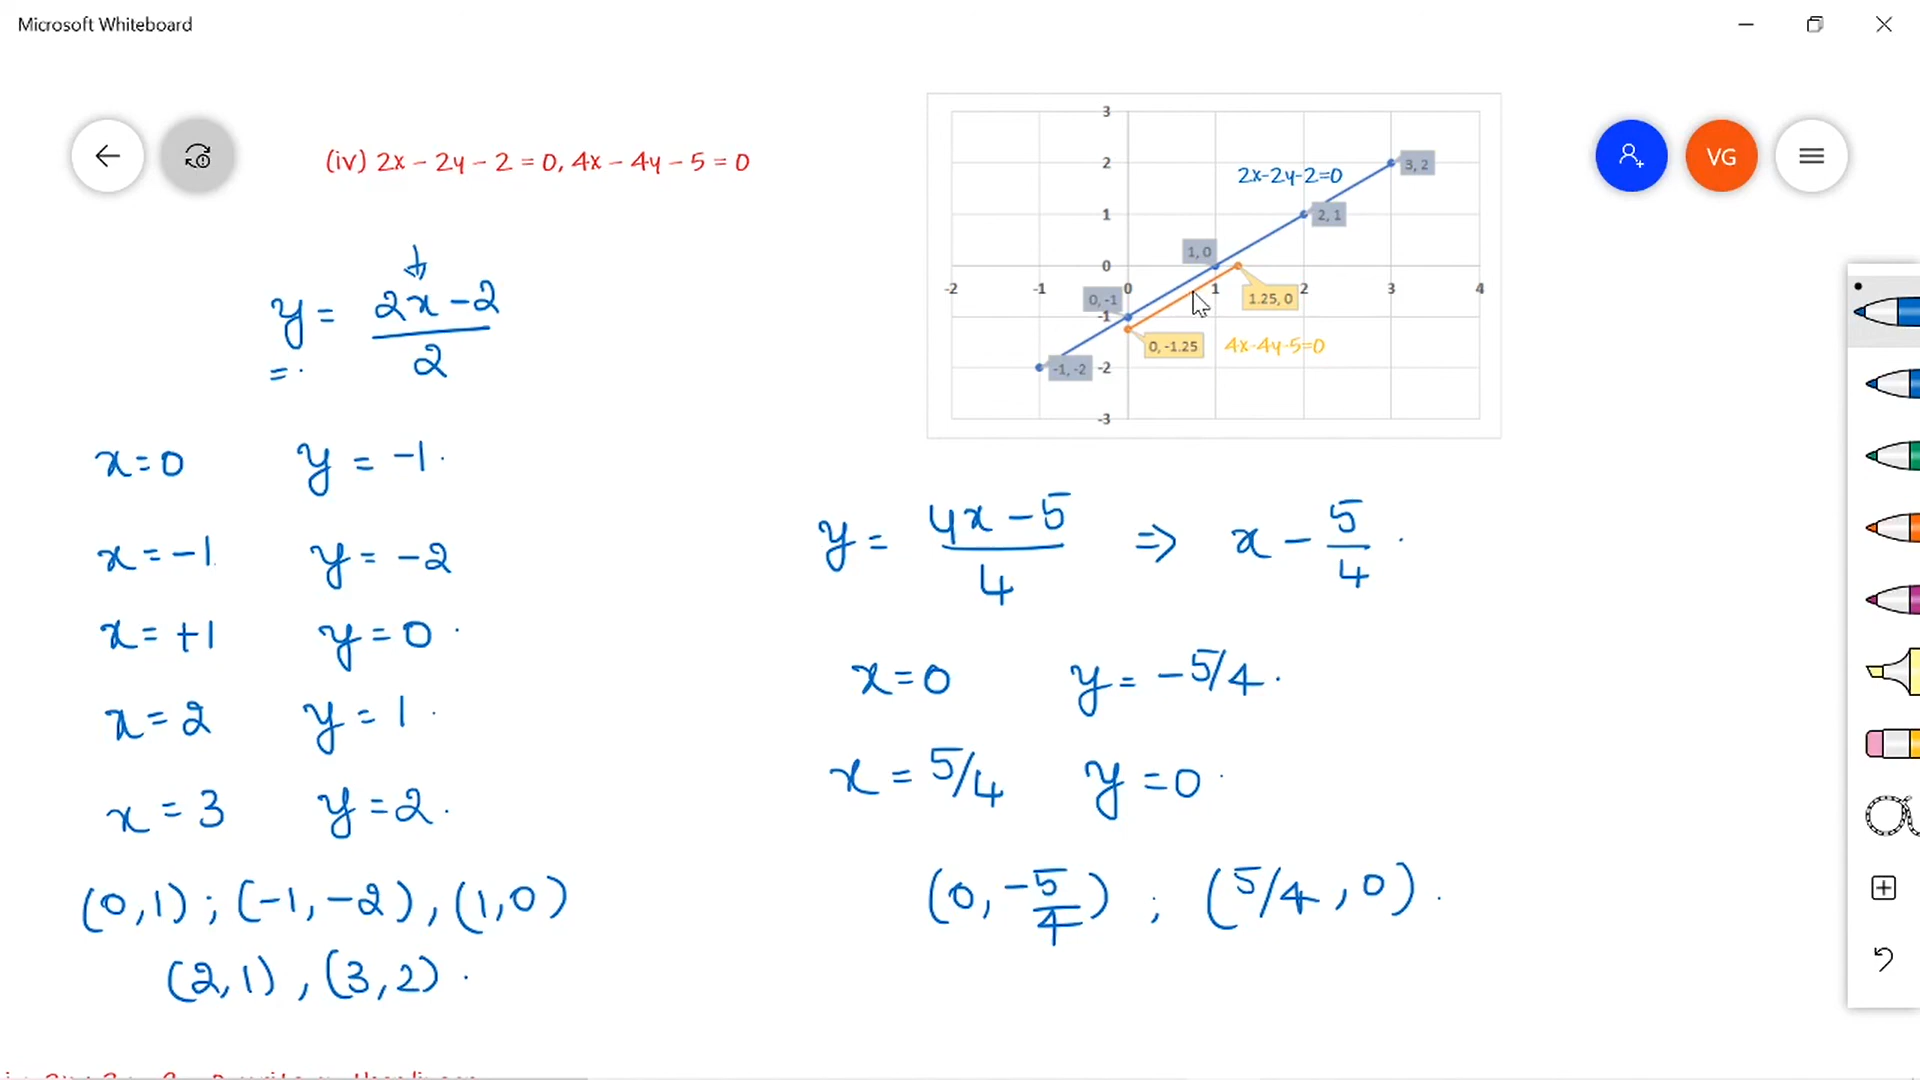 Microsoft Whiteboard
(iv) 2x − 2y − 2 = 0, 4x − 4y − 5 = 0
VG
y = (2x − 2)/2
= ·
x = 0 y = −1 ·
x = −1 y = −2
x = +1 y = 0 ·
x = 2 y = 1 ·
x = 3 y = 2 ·
(0,1) ; (−1,−2) , (1,0)
(2,1) , (3,2) ·
3
2
1
0
-1
-2
-3
-2 -1 0 1 2 3 4
2x-2y-2=0
3, 2
2, 1
1, 0
0, -1
-1, -2
1.25, 0
0, -1.25
4x-4y-5=0
y = (4x − 5)/4 ⇒ x − 5/4 ·
x = 0 y = −5/4 ·
x = 5/4 y = 0 ·
(0, −5/4) ; (5/4, 0) ·